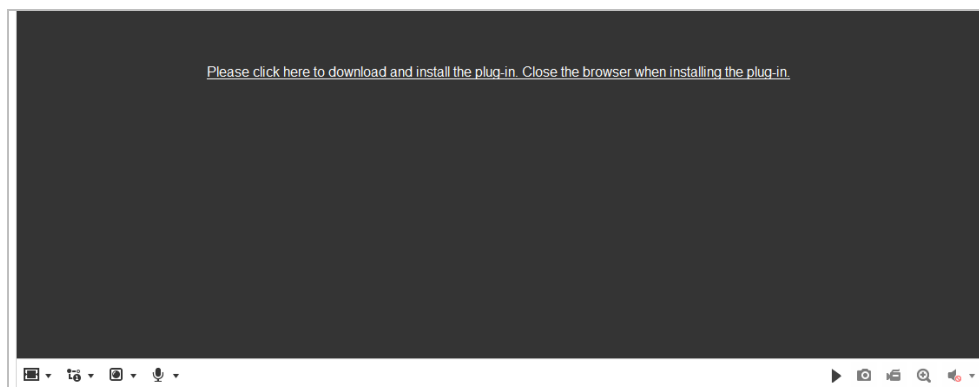 Please click here to download and install the plug-in. Close the browser when installing the plug-in.